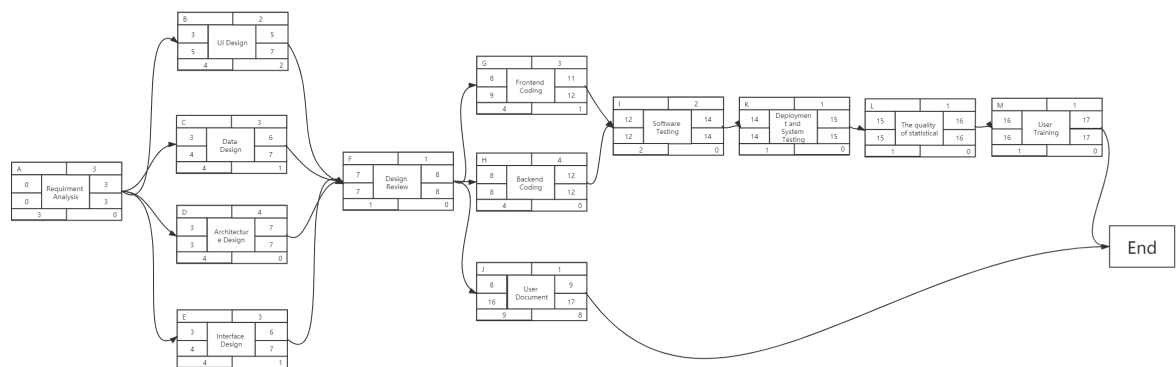 A 3
0 Requirment Analysis 3
0 3
3 0
B 2
3 UI Design 5
5 7
4 2
C 3
3 Data Design 6
4 7
4 1
D 4
3 Architectur e Design 7
3 7
4 0
E 3
3 Interface Design 6
4 7
4 1
F 1
7 Design Review 8
7 8
1 0
G 3
8 Frontend Coding 11
9 12
4 1
H 4
8 Backend Coding 12
8 12
4 0
J 1
8 User Document 9
16 17
9 8
I 2
12 Software Testing 14
12 14
2 0
K 1
14 Deploymen t and System Testing 15
14 15
1 0
L 1
15 The quality of statistical 16
15 16
1 0
M 1
16 User Training 17
16 17
1 0
End